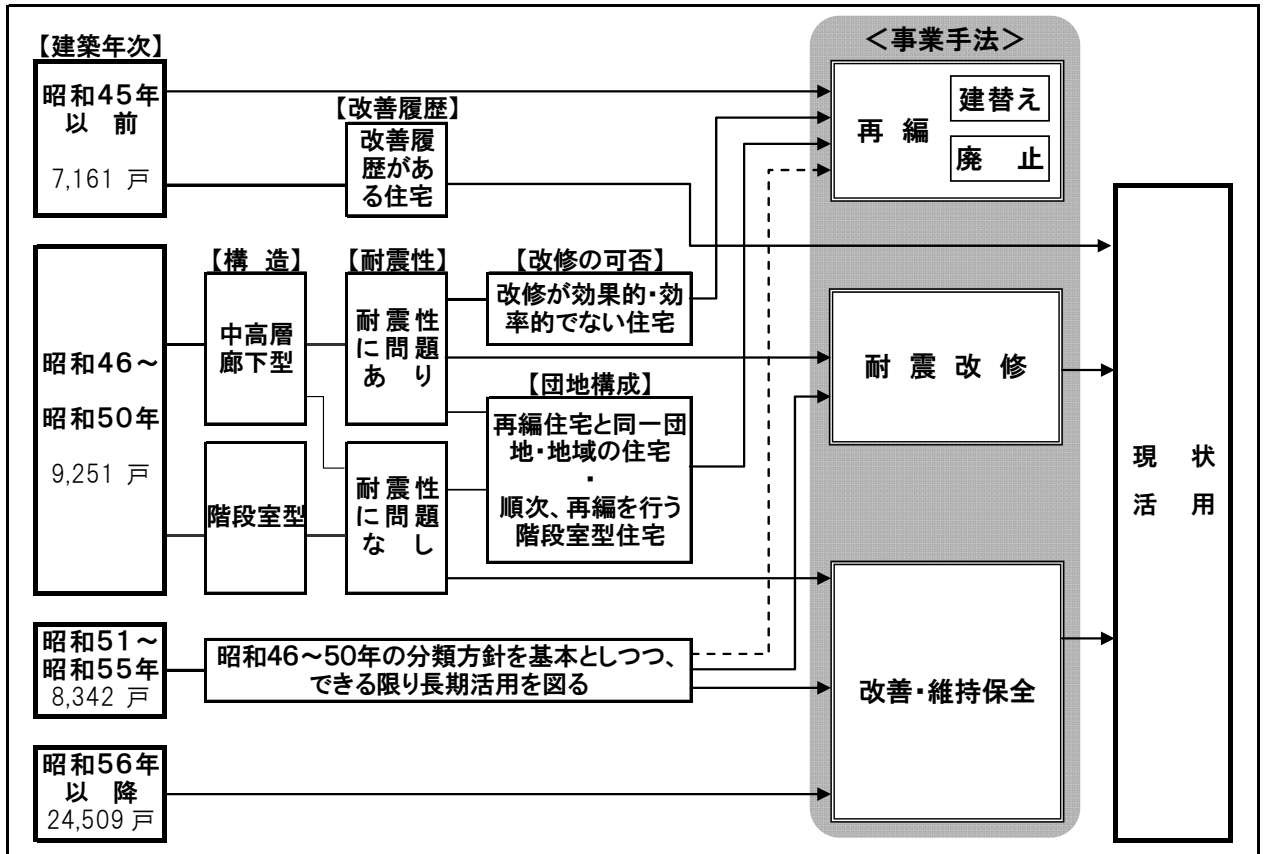 【建築年次】
昭和45年
以 前
7,161 戸
【改善履歴】
改善履
歴があ
る住宅
昭和46～
昭和50年
9,251 戸
【構 造】
中高層
廊下型
階段室型
【耐震性】
耐震性
に問題
あ り
耐震性
に問題
な し
【改修の可否】
改修が効果的・効
率的でない住宅
【団地構成】
再編住宅と同一団
地・地域の住宅
・
順次、再編を行う
階段室型住宅
昭和51～
昭和55年
8,342 戸
昭和46～50年の分類方針を基本としつつ、
できる限り長期活用を図る
昭和56年
以 降
24,509 戸
＜事業手法＞
再 編
建替え
廃 止
耐 震 改 修
改善・維持保全
現 状
活 用